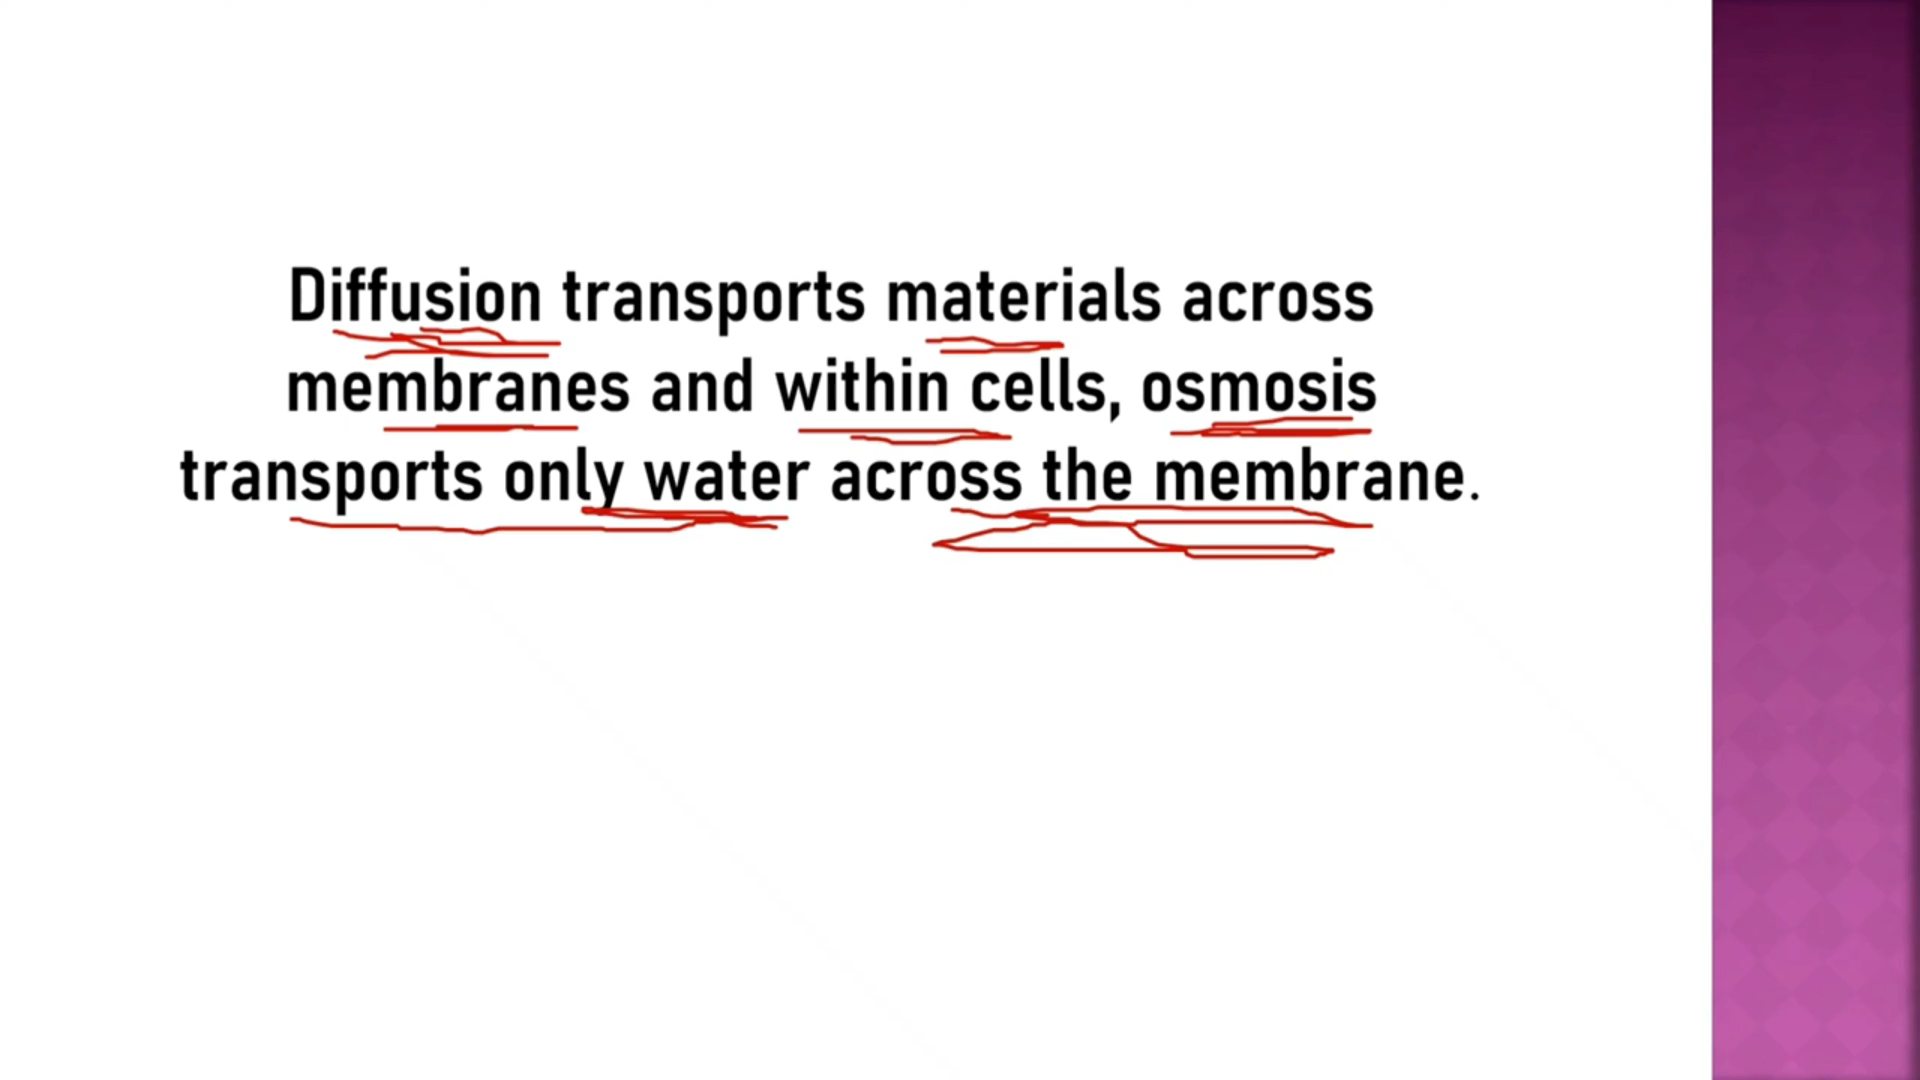 Diffusion transports materials across
membranes and within cells, osmosis
transports only water across the membrane.